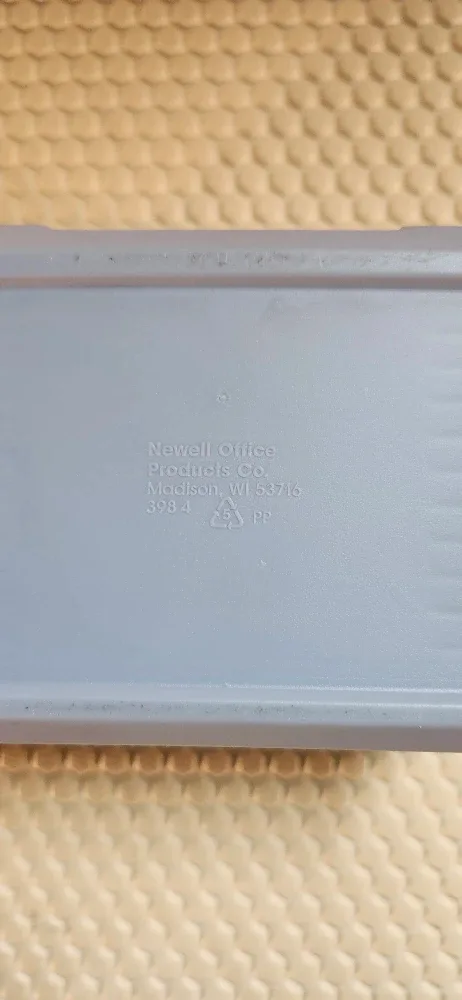 Newell Office
Products Co.
Madison, WI 53716
398 4 5 PP